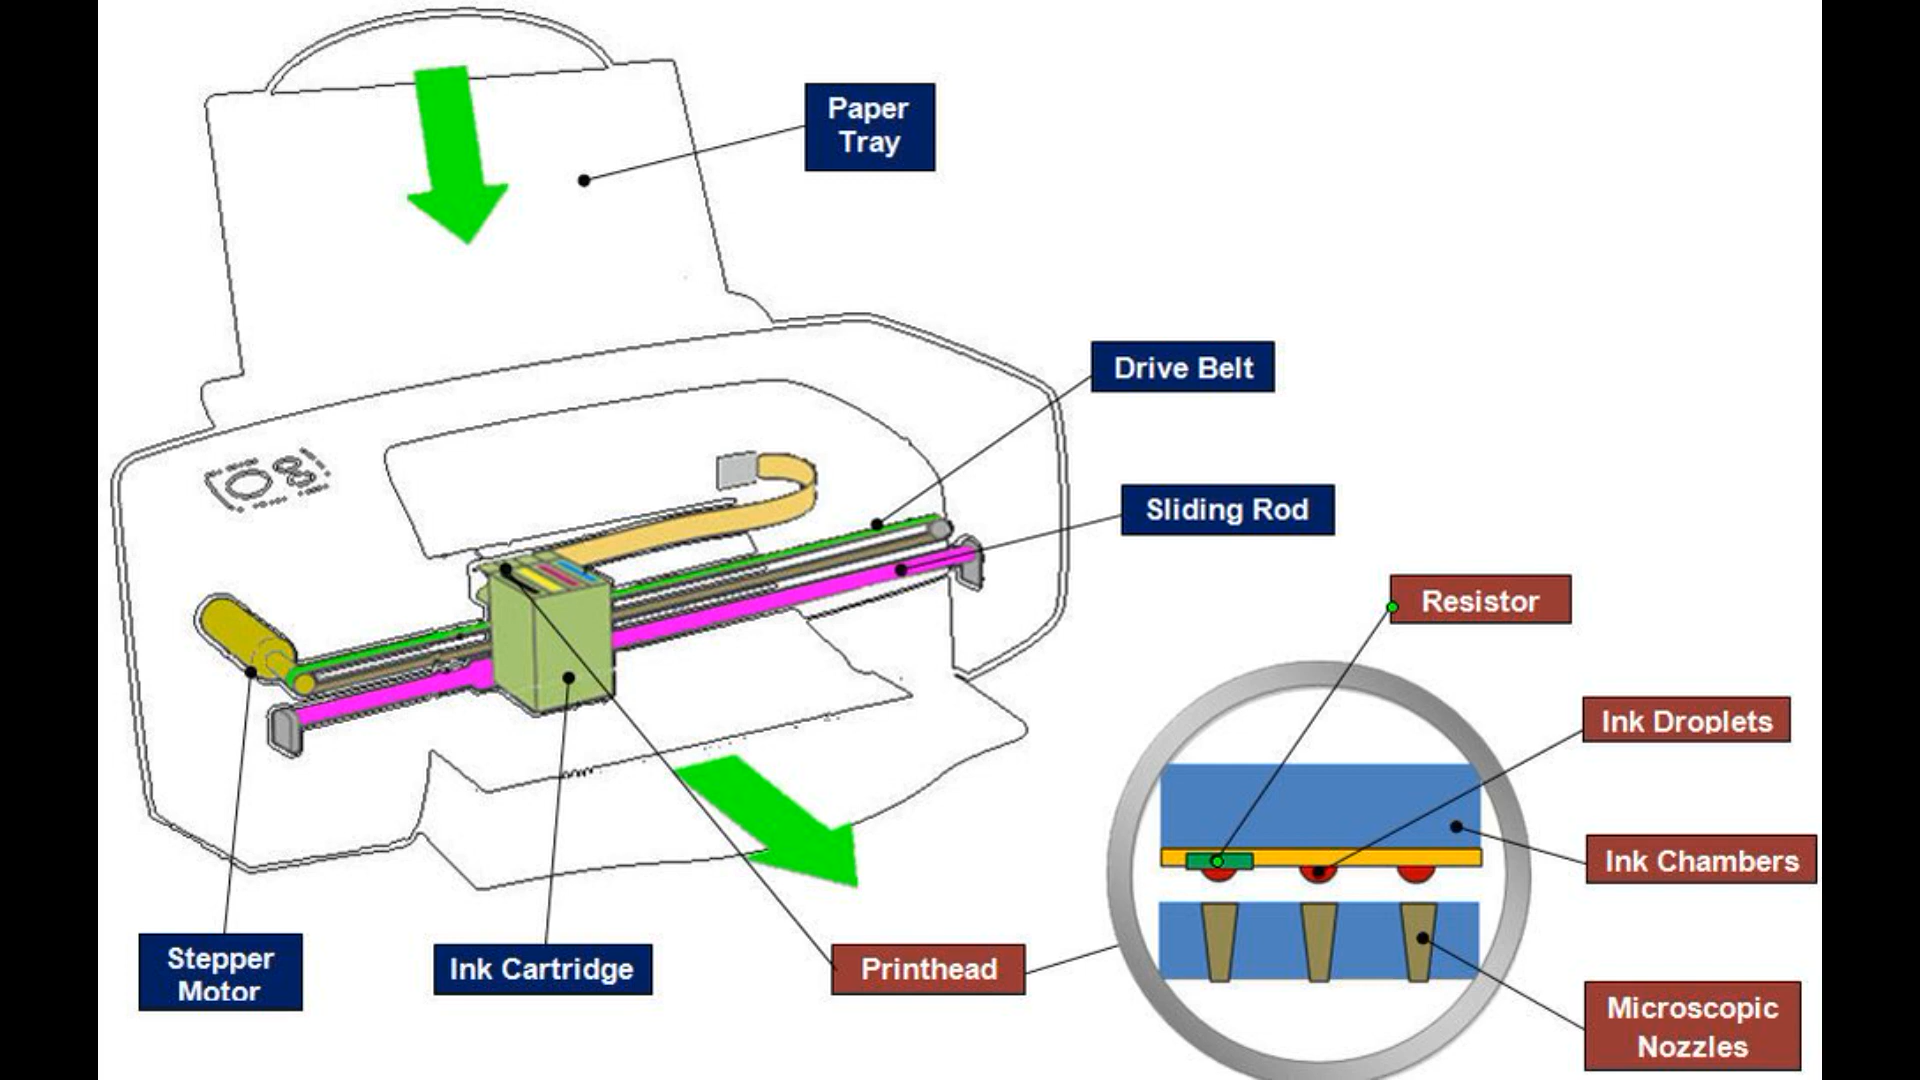 Paper
Tray
Drive Belt
Sliding Rod
Resistor
Ink Droplets
Ink Chambers
Stepper
Motor
Ink Cartridge
Printhead
Microscopic
Nozzles